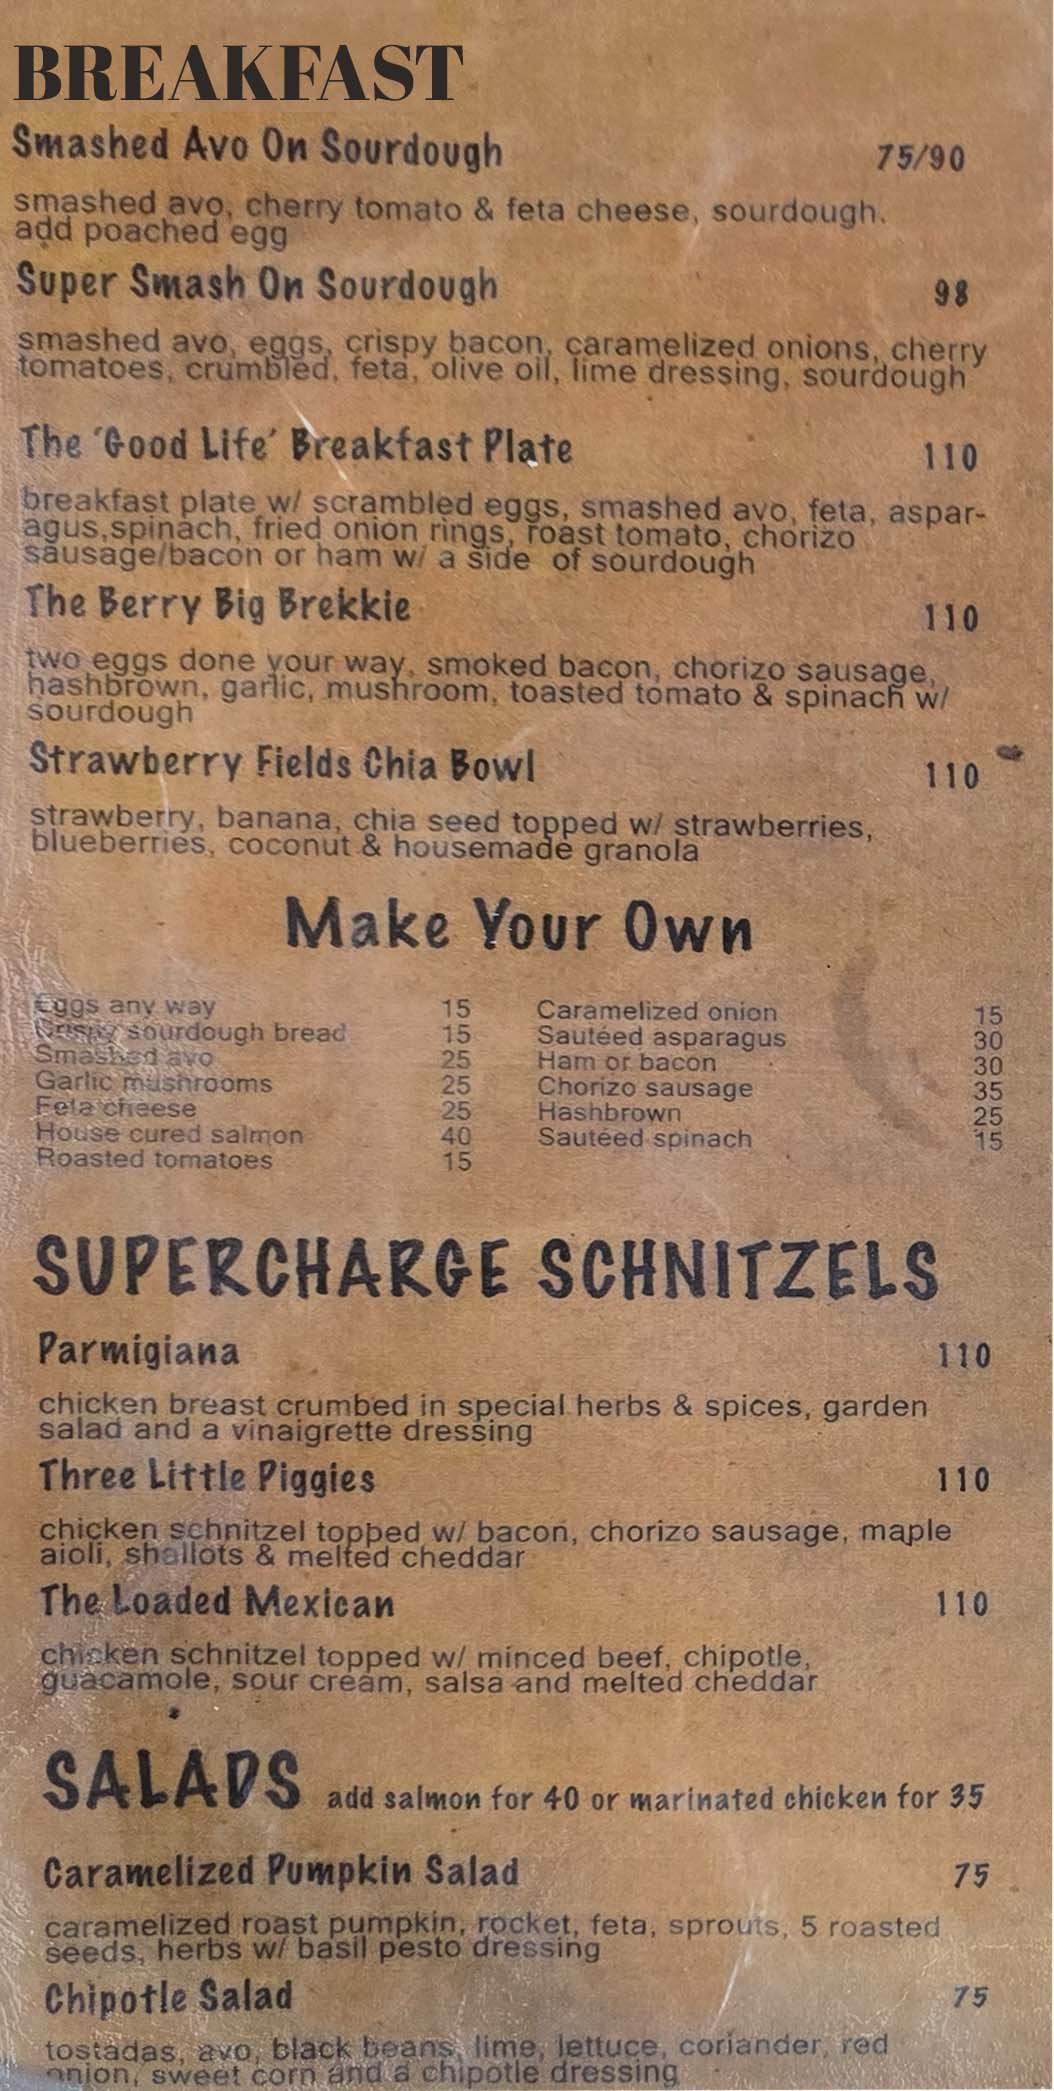 BREAKFAST
Smashed Avo On Sourdough 75/90
smashed avo, cherry tomato & feta cheese, sourdough.
add poached egg
Super Smash On Sourdough 98
smashed avo, eggs, crispy bacon, caramelized onions, cherry
tomatoes, crumbled, feta, olive oil, lime dressing, sourdough
The 'Good Life' Breakfast Plate 110
breakfast plate w/ scrambled eggs, smashed avo, feta, aspar-
agus,spinach, fried onion rings, roast tomato, chorizo
sausage/bacon or ham w/ a side of sourdough
The Berry Big Brekkie 110
two eggs done your way, smoked bacon, chorizo sausage,
hashbrown, garlic, mushroom, toasted tomato & spinach w/
sourdough
Strawberry Fields Chia Bowl 110
strawberry, banana, chia seed topped w/ strawberries,
blueberries, coconut & housemade granola
Make Your Own
Eggs any way 15
Crispy sourdough bread 15
Smashed avo 25
Garlic mushrooms 25
Feta cheese 25
House cured salmon 40
Roasted tomatoes 15
Caramelized onion 15
Sautéed asparagus 30
Ham or bacon 30
Chorizo sausage 35
Hashbrown 25
Sautéed spinach 15
SUPERCHARGE SCHNITZELS
Parmigiana 110
chicken breast crumbed in special herbs & spices, garden
salad and a vinaigrette dressing
Three Little Piggies 110
chicken schnitzel topped w/ bacon, chorizo sausage, maple
aioli, shallots & melted cheddar
The Loaded Mexican 110
chicken schnitzel topped w/ minced beef, chipotle,
guacamole, sour cream, salsa and melted cheddar
SALADS add salmon for 40 or marinated chicken for 35
Caramelized Pumpkin Salad 75
caramelized roast pumpkin, rocket, feta, sprouts, 5 roasted
seeds, herbs w/ basil pesto dressing
Chipotle Salad 75
tostadas, avo, black beans, lime, lettuce, coriander, red
onion, sweet corn and a chipotle dressing